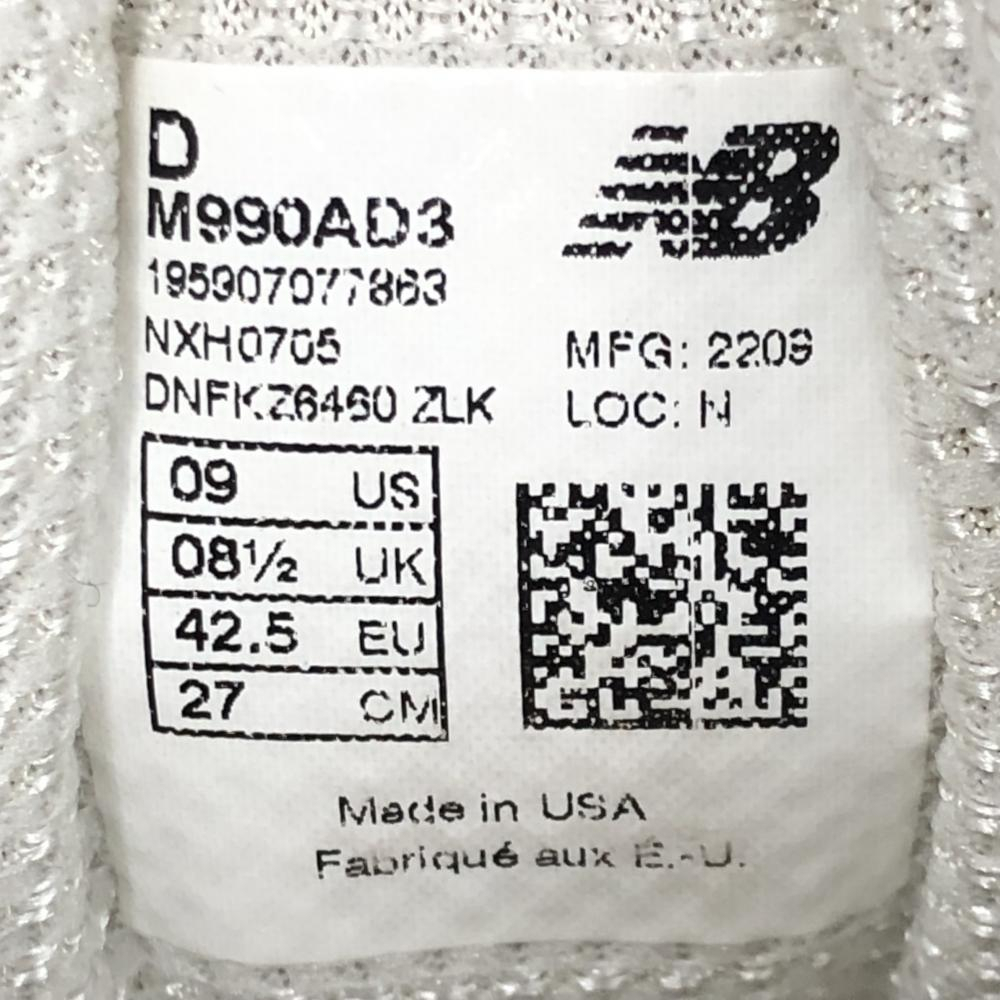 D
M990AD3
195907077863
NXH0705
DNFKZ6460 ZLK
NB
MFG: 2209
LOC: N
09 US
08½ UK
42.5 EU
27 CM
Made in USA
Fabriqué aux É.-U.